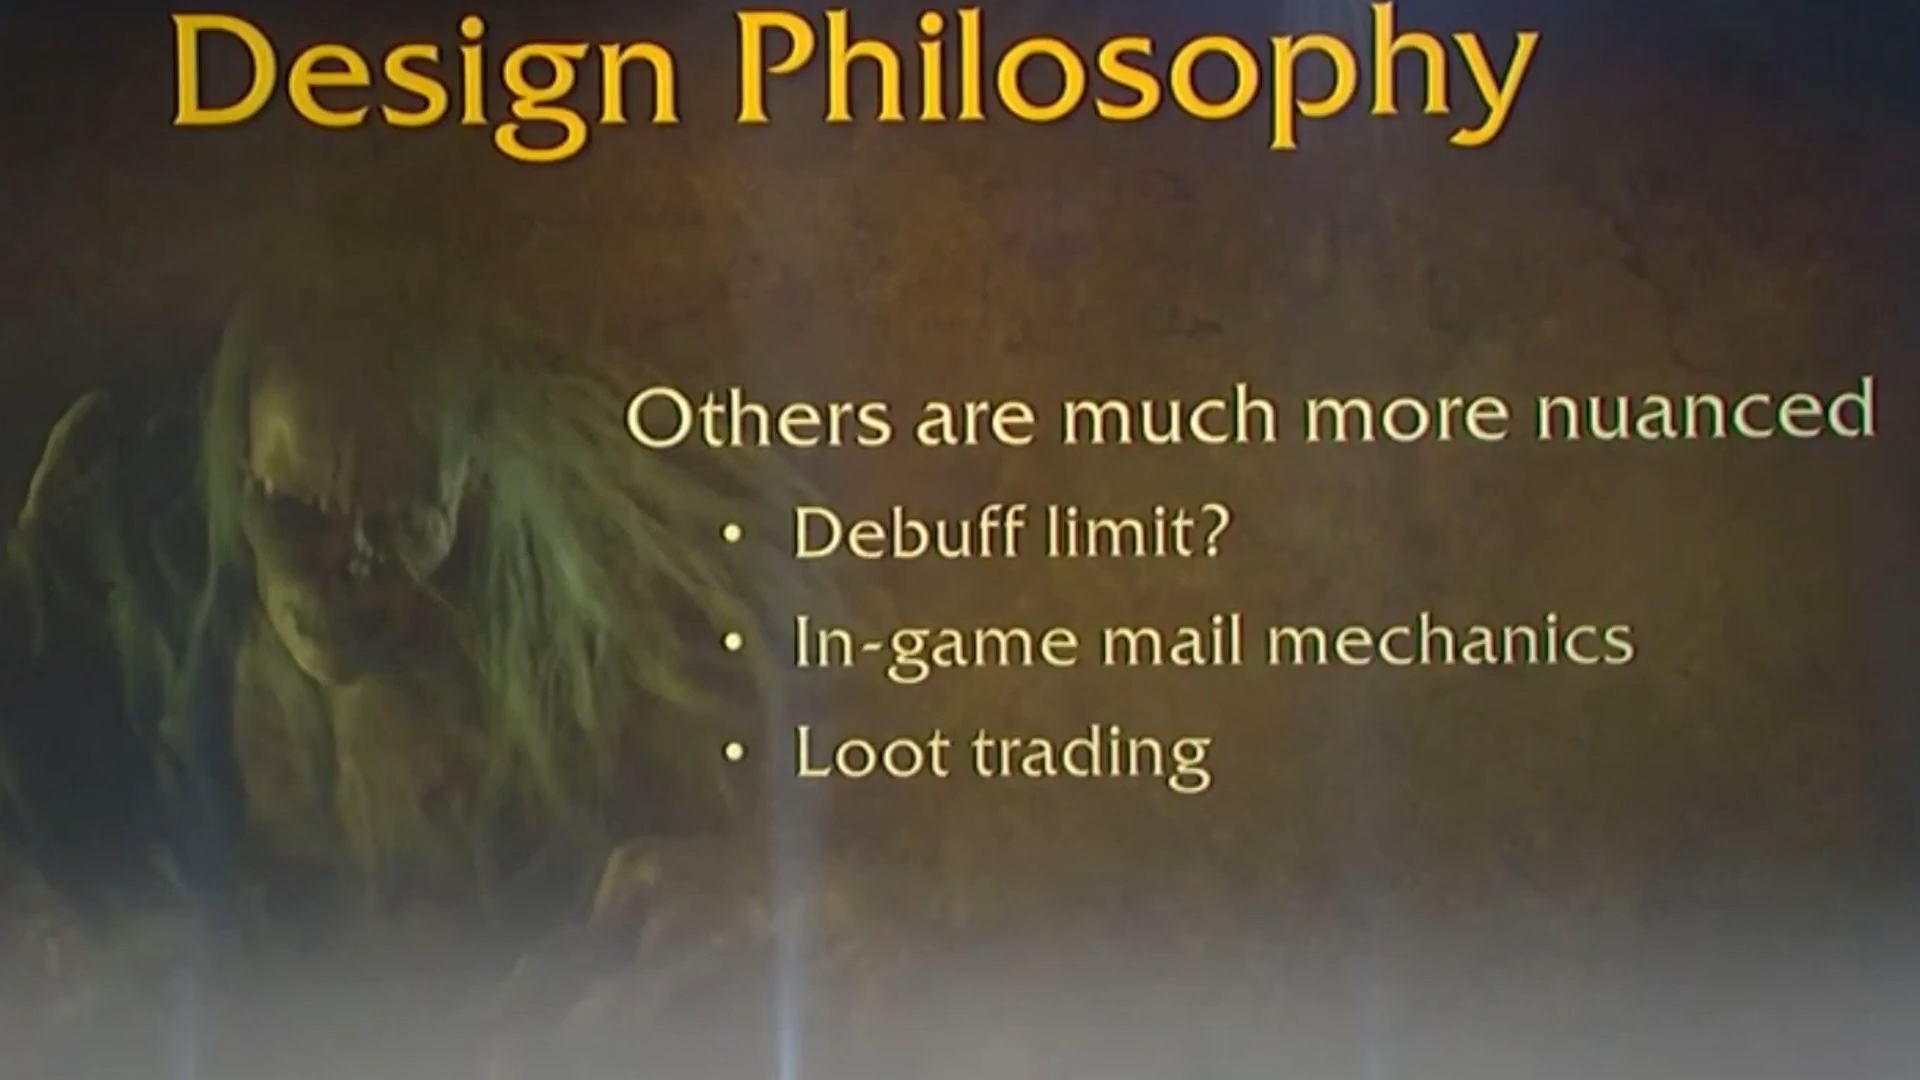 Design Philosophy
Others are much more nuanced
• Debuff limit?
• In-game mail mechanics
• Loot trading